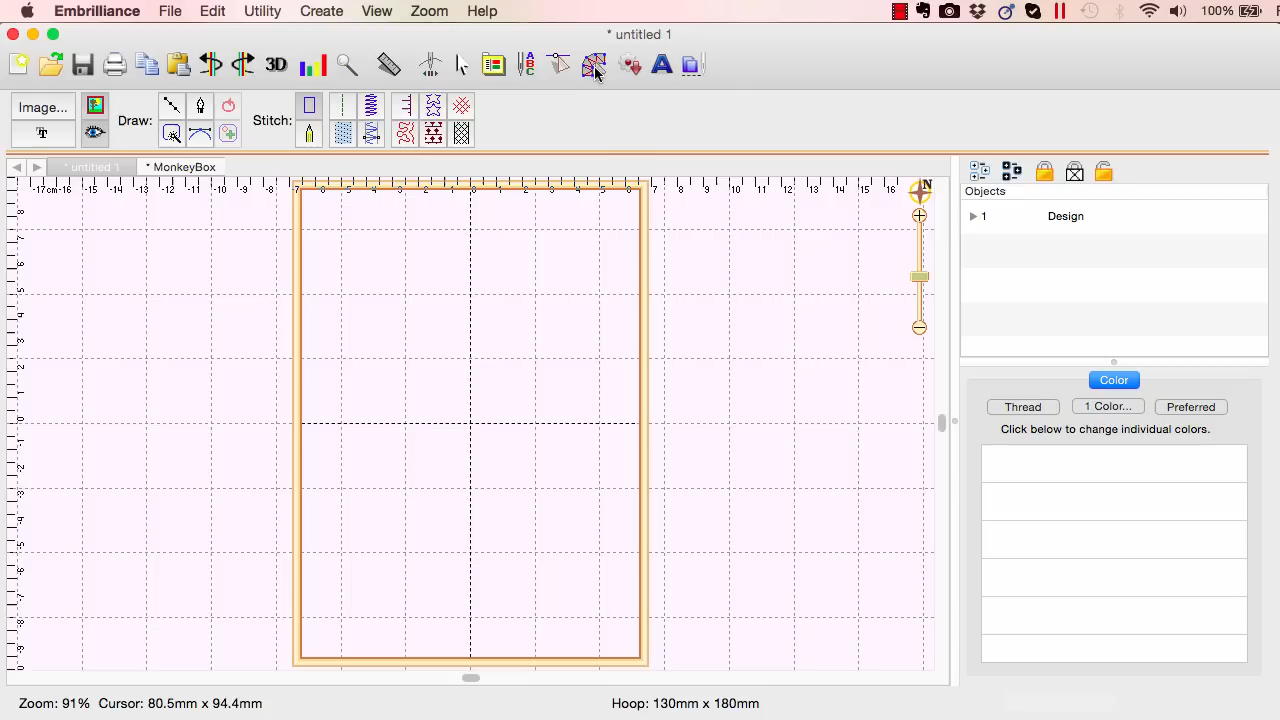 Embrilliance File Edit Utility Create View Zoom Help 100%
* untitled 1
3D A B C A
Image... Draw: Stitch:
T
* untitled 1 * MonkeyBox
Objects
N
1 Design
Color
Thread 1 Color... Preferred
Click below to change individual colors.
Zoom: 91% Cursor: 80.5mm x 94.4mm Hoop: 130mm x 180mm